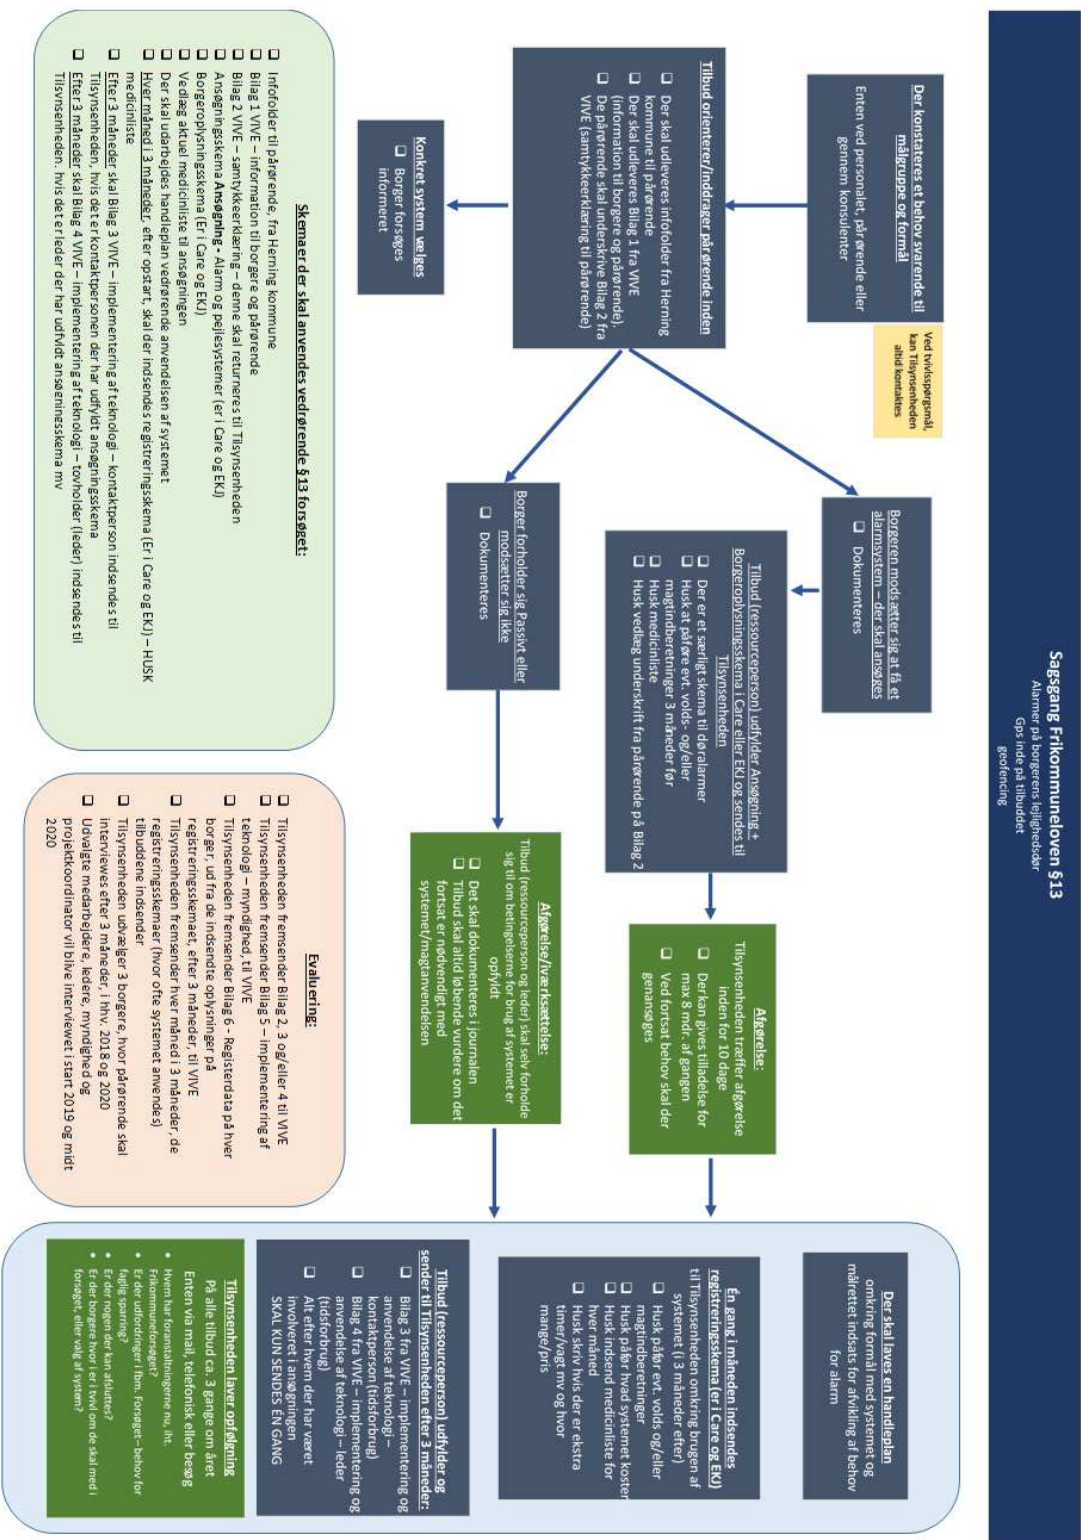 Sagsgang Frikommuneloven §13
Alarmer på borgerens lejlighedsdør
Gps inde på tilbuddet
geofencing
Der konstateres et behov svarende til
målgruppe og formål
Enten ved personalet, pårørende eller
gennem konsulenter
Ved tvivlsspørgsmål,
kan Tilsynsenheden
altid kontaktes
Tilbud orienterer/inddrager pårørende inden
❑ Der skal udleveres infofolder fra Herning
kommune til pårørende
❑ Der skal udleveres Bilag 1 fra VIVE
(information til borgere og pårørende).
❑ De pårørende skal underskrive Bilag 2 fra
VIVE (samtykkeerklæring til pårørende)
Konkret system vælges
❑ Borger forsøges
informeret
Borgeren modsætter sig at få et
alarmsystem – der skal ansøges
❑ Dokumenteres
Tilbud (ressourceperson) udfylder Ansøgning +
Borgeroplysningsskema i Care eller EKJ og sendes til
Tilsynsenheden
❑ Der er et særligt skema til døralarmer
❑ Husk at påføre evt. volds- og/eller
magtindberetninger 3 måneder før
❑ Husk medicinliste
❑ Husk vedlæg underskrift fra pårørende på Bilag 2
Borger forholder sig Passivt eller
modsætter sig ikke
❑ Dokumenteres
Afgørelse:
Tilsynsenheden træffer afgørelse
inden for 10 dage
❑ Der kan gives tilladelse for
max 8 mdr. af gangen
❑ Ved fortsat behov skal der
genansøges
Afgørelse/iværksættelse:
Tilbud (ressourceperson og leder) skal selv forholde
sig til om betingelserne for brug af systemet er
opfyldt
❑ Det skal dokumenteres i journalen
❑ Tilbud skal altid løbende vurdere om det
fortsat er nødvendigt med
systemet/magtanvendelsen
Der skal laves en handleplan
omkring formål med systemet og
målrettet indsats for afvikling af behov
for alarm
Én gang i måneden indsendes
registreringsskema (er i Care og EKJ)
til Tilsynsenheden omkring brugen af
systemet (i 3 måneder efter)
❑ Husk påfør evt. volds og/eller
magtindberetninger
❑ Husk påfør hvad systemet koster
❑ Husk indsend medicinliste for
hver måned
❑ Husk skriv hvis der er ekstra
timer/vagt mv og hvor
mange/pris
Tilbud (ressourceperson) udfylder og
sender til Tilsynsenheden efter 3 måneder:
❑ Bilag 3 fra VIVE – implementering og
anvendelse af teknologi –
kontaktperson (tidsforbrug)
❑ Bilag 4 fra VIVE – implementering og
anvendelse af teknologi – leder
(tidsforbrug)
❑ Alt efter hvem der har været
involveret i ansøgningen
SKAL KUN SENDES ÉN GANG
Tilsynsenheden laver opfølgning
På alle tilbud ca. 3 gange om året
Enten via mail, telefonisk eller besøg
• Hvem har foranstaltningerne nu, iht.
Frikommuneforsøget?
• Er der udfordringer i fbm. Forsøget – behov for
faglig sparring?
• Er der nogen der kan afsluttes?
• Er der borgere hvor i er i tvivl om de skal med i
forsøget, eller valg af system?
Skemaer der skal anvendes vedrørende §13 forsøget:
❑ Infofolder til pårørende, fra Herning kommune
❑ Bilag 1 VIVE – information til borgere og pårørende
❑ Bilag 2 VIVE – samtykkeerklæring – denne skal returneres til Tilsynsenheden
❑ Ansøgningskema Ansøgning - Alarm og pejlesystemer (er i Care og EKJ)
❑ Borgeroplysningsskema (Er i Care og EKJ)
❑ Vedlæg aktuel medicinliste til ansøgningen
❑ Der skal udarbejdes handleplan vedrørende anvendelsen af systemet
❑ Hver måned i 3 måneder, efter opstart, skal der indsendes registreringsskema (Er i Care og EKJ) – HUSK
medicinliste
❑ Efter 3 måneder skal Bilag 3 VIVE – implementering af teknologi – kontaktperson indsendes til
Tilsynsenheden, hvis det er kontaktpersonen der har udfyldt ansøgningsskema
❑ Efter 3 måneder skal Bilag 4 VIVE – implementering af teknologi – tovholder (leder) indsendes til
Tilsynsenheden, hvis det er leder der har udfyldt ansøgningsskema mv
Evaluering:
❑ Tilsynsenheden fremsender Bilag 2, 3 og/eller 4 til VIVE
❑ Tilsynsenheden fremsender Bilag 5 – implementering af
teknologi – myndighed, til VIVE
❑ Tilsynsenheden fremsender Bilag 6 - Registerdata på hver
borger, ud fra de indsendte oplysninger på
registreringsskemaet, efter 3 måneder, til VIVE
❑ Tilsynsenheden fremsender hver måned i 3 måneder, de
registreringsskemaer (hvor ofte systemet anvendes)
tilbuddene indsender
❑ Tilsynsenheden udvælger 3 borgere, hvor pårørende skal
interviewes efter 3 måneder, i hhv. 2018 og 2020
❑ Udvalgte medarbejdere, ledere, myndighed og
projektkoordinator vil blive interviewet i start 2019 og midt
2020